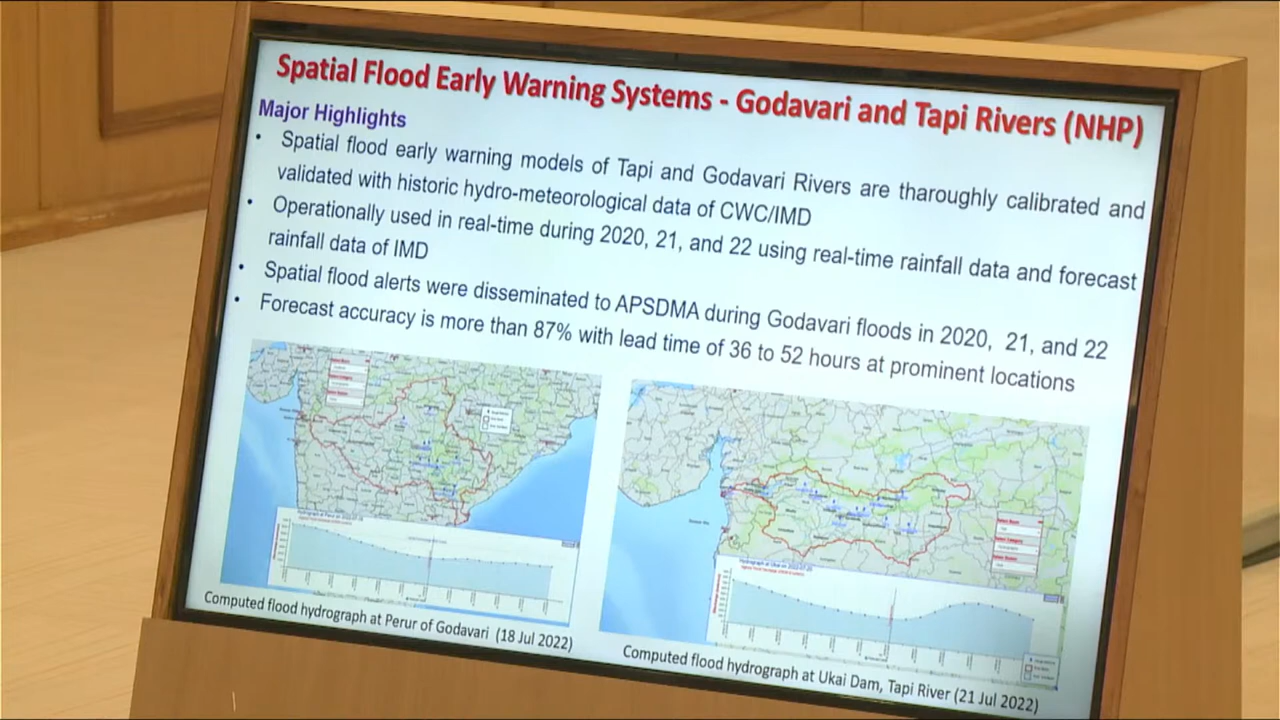 Spatial Flood Early Warning Systems - Godavari and Tapi Rivers (NHP)
Major Highlights
• Spatial flood early warning models of Tapi and Godavari Rivers are tharoughly calibrated and
validated with historic hydro-meteorological data of CWC/IMD
• Operationally used in real-time during 2020, 21, and 22 using real-time rainfall data and forecast
rainfall data of IMD
• Spatial flood alerts were disseminated to APSDMA during Godavari floods in 2020, 21, and 22
• Forecast accuracy is more than 87% with lead time of 36 to 52 hours at prominent locations
Computed flood hydrograph at Perur of Godavari (18 Jul 2022)
Computed flood hydrograph at Ukai Dam, Tapi River (21 Jul 2022)